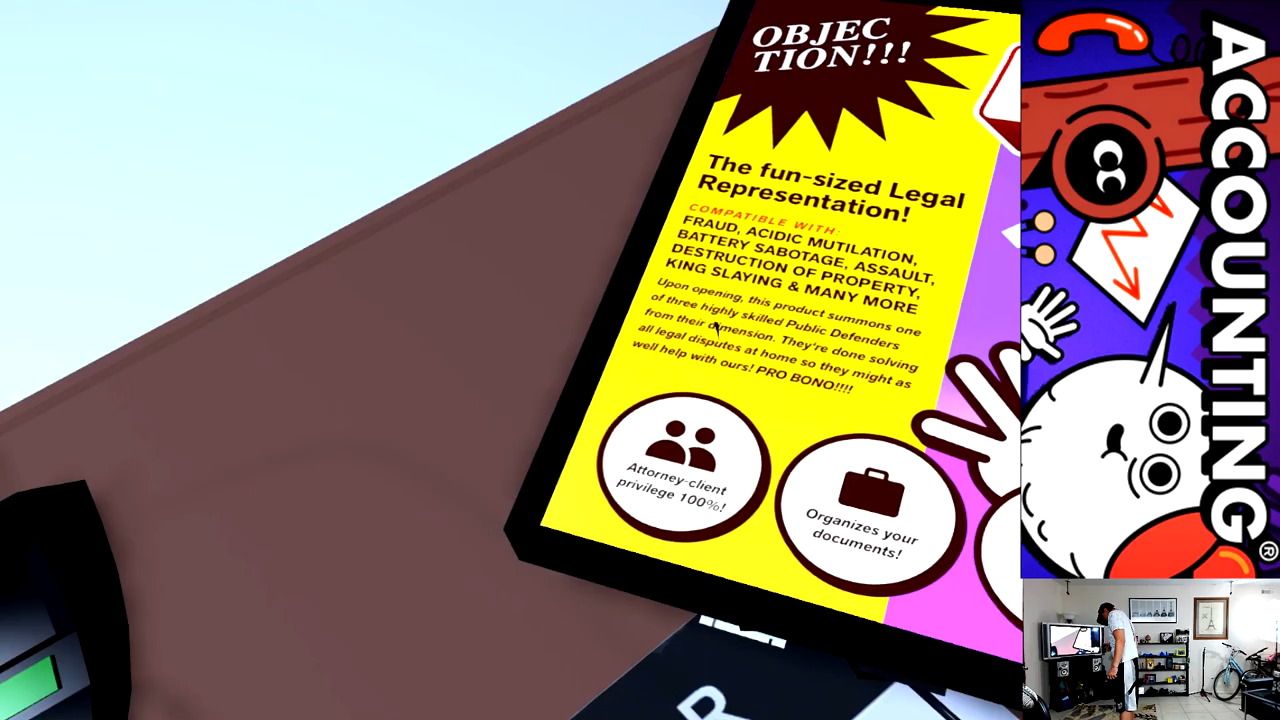 OBJEC
TION!!!
The fun-sized Legal
Representation!
COMPATIBLE WITH:
FRAUD, ACIDIC MUTILATION,
BATTERY SABOTAGE, ASSAULT,
DESTRUCTION OF PROPERTY,
KING SLAYING & MANY MORE
Upon opening, this product summons one
of three highly skilled Public Defenders
from their dimension. They're done solving
all legal disputes at home so they might as
well help with ours! PRO BONO!!!!
Attorney-client
privilege 100%!
Organizes your
documents!
ACCOUNTING®